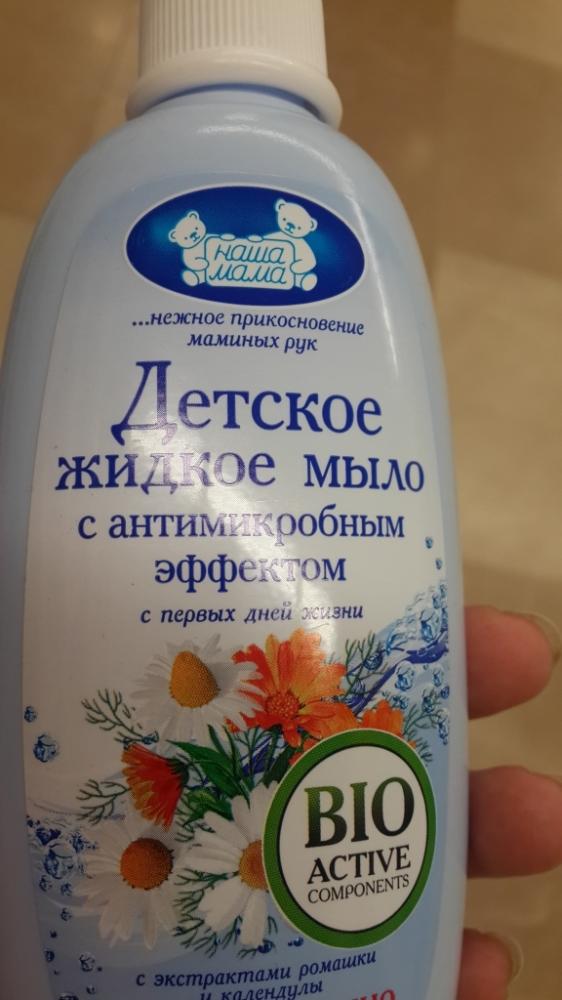 наша
мама
...нежное прикосновение
маминых рук
Детское
жидкое мыло
с антимикробным
эффектом
с первых дней жизни
BIO
ACTIVE
COMPONENTS
с экстрактами ромашки
и календулы